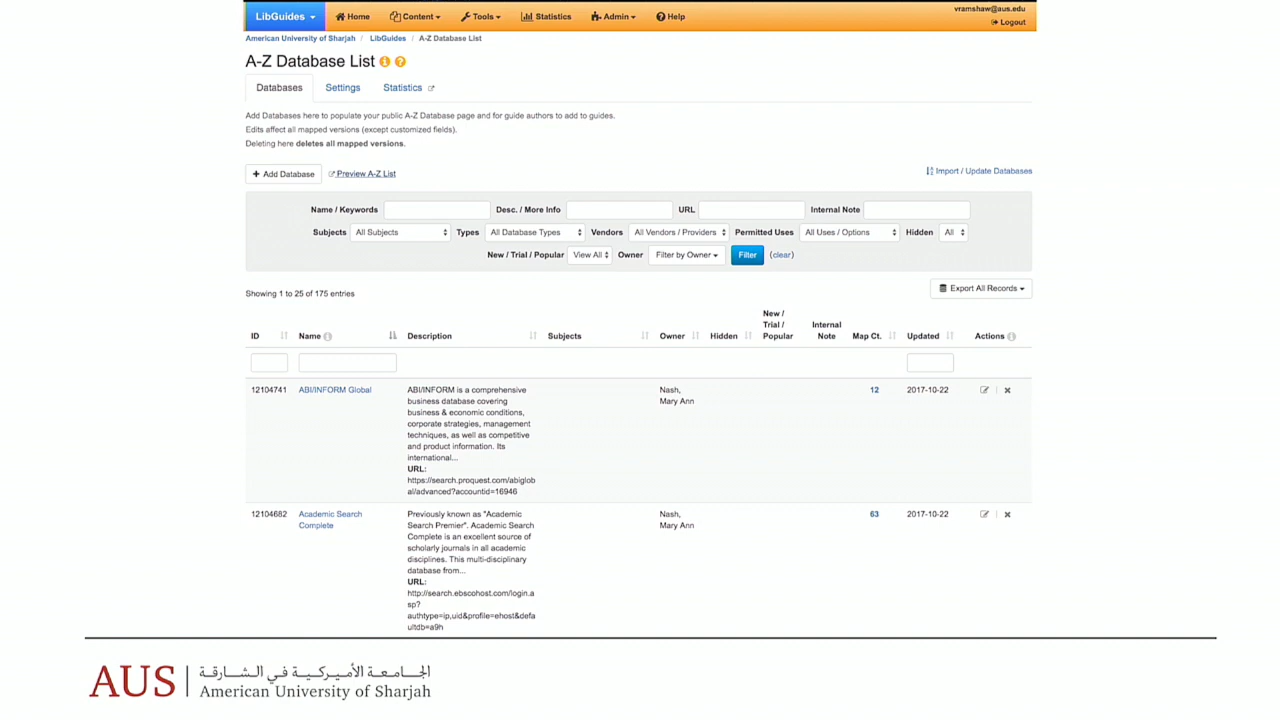 LibGuides Home Content Tools Statistics Admin Help
vramshaw@aus.edu
Logout
American University of Sharjah / LibGuides / A-Z Database List
A-Z Database List
Databases Settings Statistics
Add Databases here to populate your public A-Z Database page and for guide authors to add to guides.
Edits affect all mapped versions (except customized fields).
Deleting here deletes all mapped versions.
+ Add Database Preview A-Z List Import / Update Databases
Name / Keywords Desc. / More Info URL Internal Note
Subjects All Subjects Types All Database Types Vendors All Vendors / Providers Permitted Uses All Uses / Options Hidden All
New / Trial / Popular View All Owner Filter by Owner Filter (clear)
Showing 1 to 25 of 175 entries
Export All Records
ID Name Description Subjects Owner Hidden New / Trial / Popular Internal Note Map Ct. Updated Actions
12104741 ABI/INFORM Global ABI/INFORM is a comprehensive Nash, 12 2017-10-22
business database covering Mary Ann
business & economic conditions,
corporate strategies, management
techniques, as well as competitive
and product information. Its
international...
URL:
https://search.proquest.com/abiglob
al/advanced?accountid=16946
12104682 Academic Search Previously known as "Academic Nash, 63 2017-10-22
Complete Search Premier". Academic Search Mary Ann
Complete is an excellent source of
scholarly journals in all academic
disciplines. This multi-disciplinary
database from...
URL:
http://search.ebscohost.com/login.a
sp?
authtype=ip,uid&profile=ehost&defa
ultdb=a9h
AUS
الجامعة الأميركية في الشارقة
American University of Sharjah